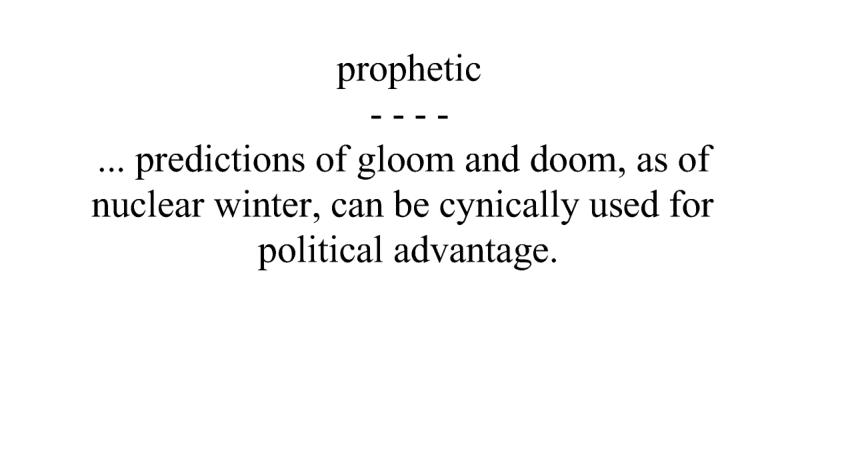 prophetic
- - - -
... predictions of gloom and doom, as of
nuclear winter, can be cynically used for
political advantage.